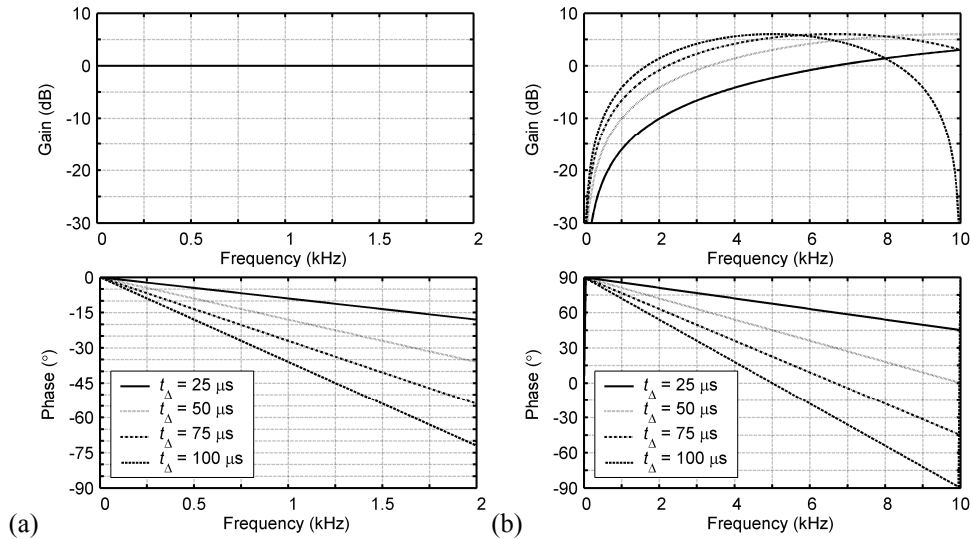 10
0
-10
-20
-30
Gain (dB)
0 0.5 1 1.5 2
Frequency (kHz)
10
0
-10
-20
-30
Gain (dB)
0 2 4 6 8 10
Frequency (kHz)
0
-15
-30
-45
-60
-75
-90
Phase (°)
t_Δ = 25 μs
t_Δ = 50 μs
t_Δ = 75 μs
t_Δ = 100 μs
0 0.5 1 1.5 2
Frequency (kHz)
(a)
90
60
30
0
-30
-60
-90
Phase (°)
t_Δ = 25 μs
t_Δ = 50 μs
t_Δ = 75 μs
t_Δ = 100 μs
0 2 4 6 8 10
Frequency (kHz)
(b)